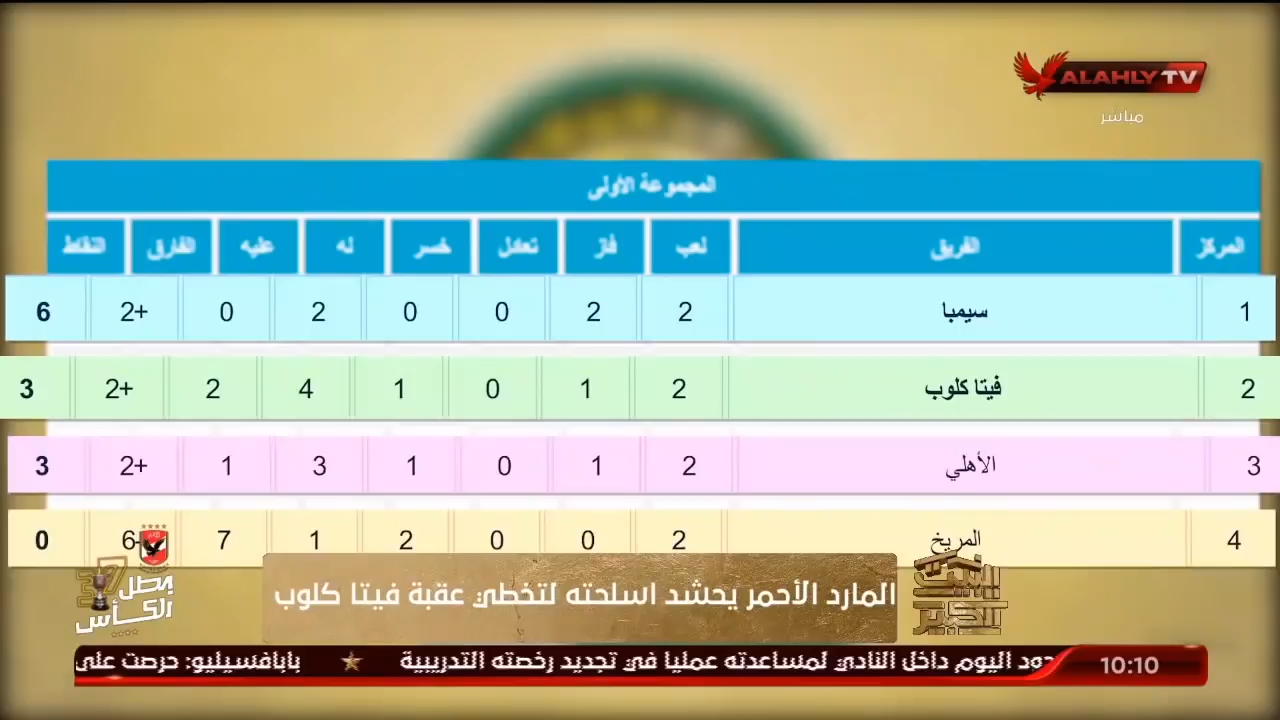 ALAHLY TV
مباشر
المجموعة الأولى
المركز الفريق لعب فاز تعادل خسر له عليه الفارق النقاط
1 سيمبا 2 2 0 0 2 0 +2 6
2 فيتا كلوب 2 1 0 1 4 2 +2 3
3 الأهلي 2 1 0 1 3 1 +2 3
4 المريخ 2 0 0 2 1 7 -6 0
البيت الكبير
المارد الأحمر يحشد اسلحته لتخطي عقبة فيتا كلوب
بطل الكأس 37
10:10 دود اليوم داخل النادي لمساعدته عمليا في تجديد رخصته التدريبية بابافسيليو: حرصت على